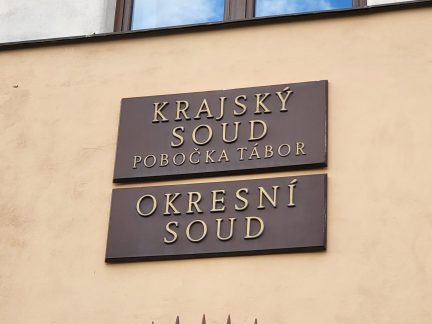 KRAJSKÝ
SOUD
POBOČKA TÁBOR
OKRESNÍ
SOUD